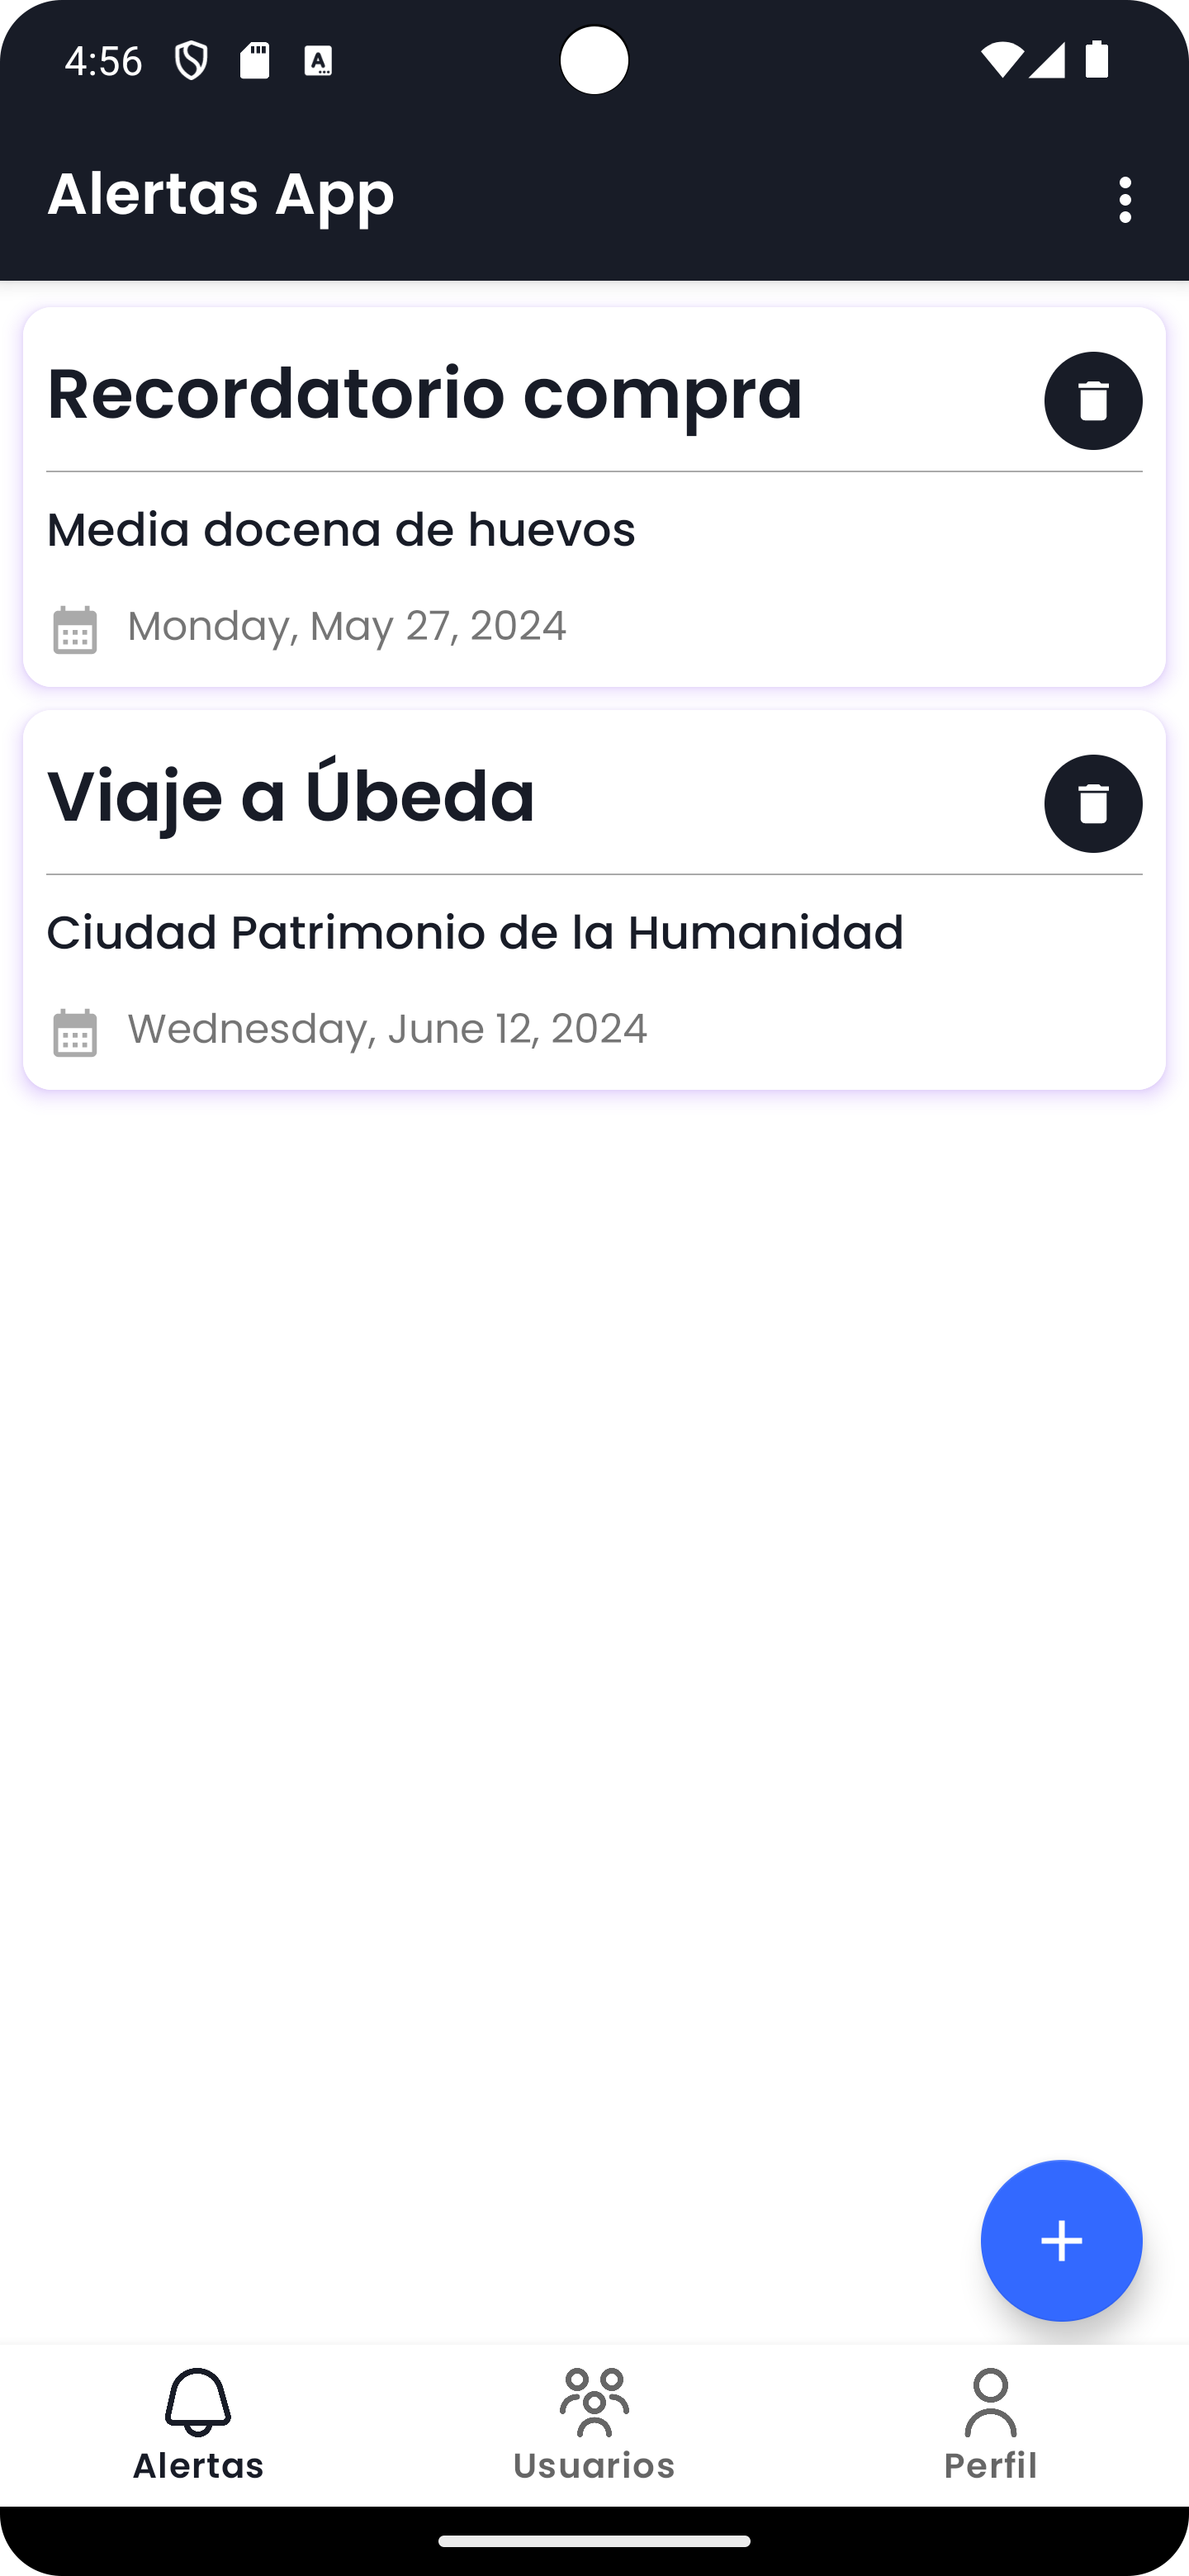 4:56
Alertas App
Recordatorio compra
Media docena de huevos
Monday, May 27, 2024
Viaje a Úbeda
Ciudad Patrimonio de la Humanidad
Wednesday, June 12, 2024
Alertas
Usuarios
Perfil